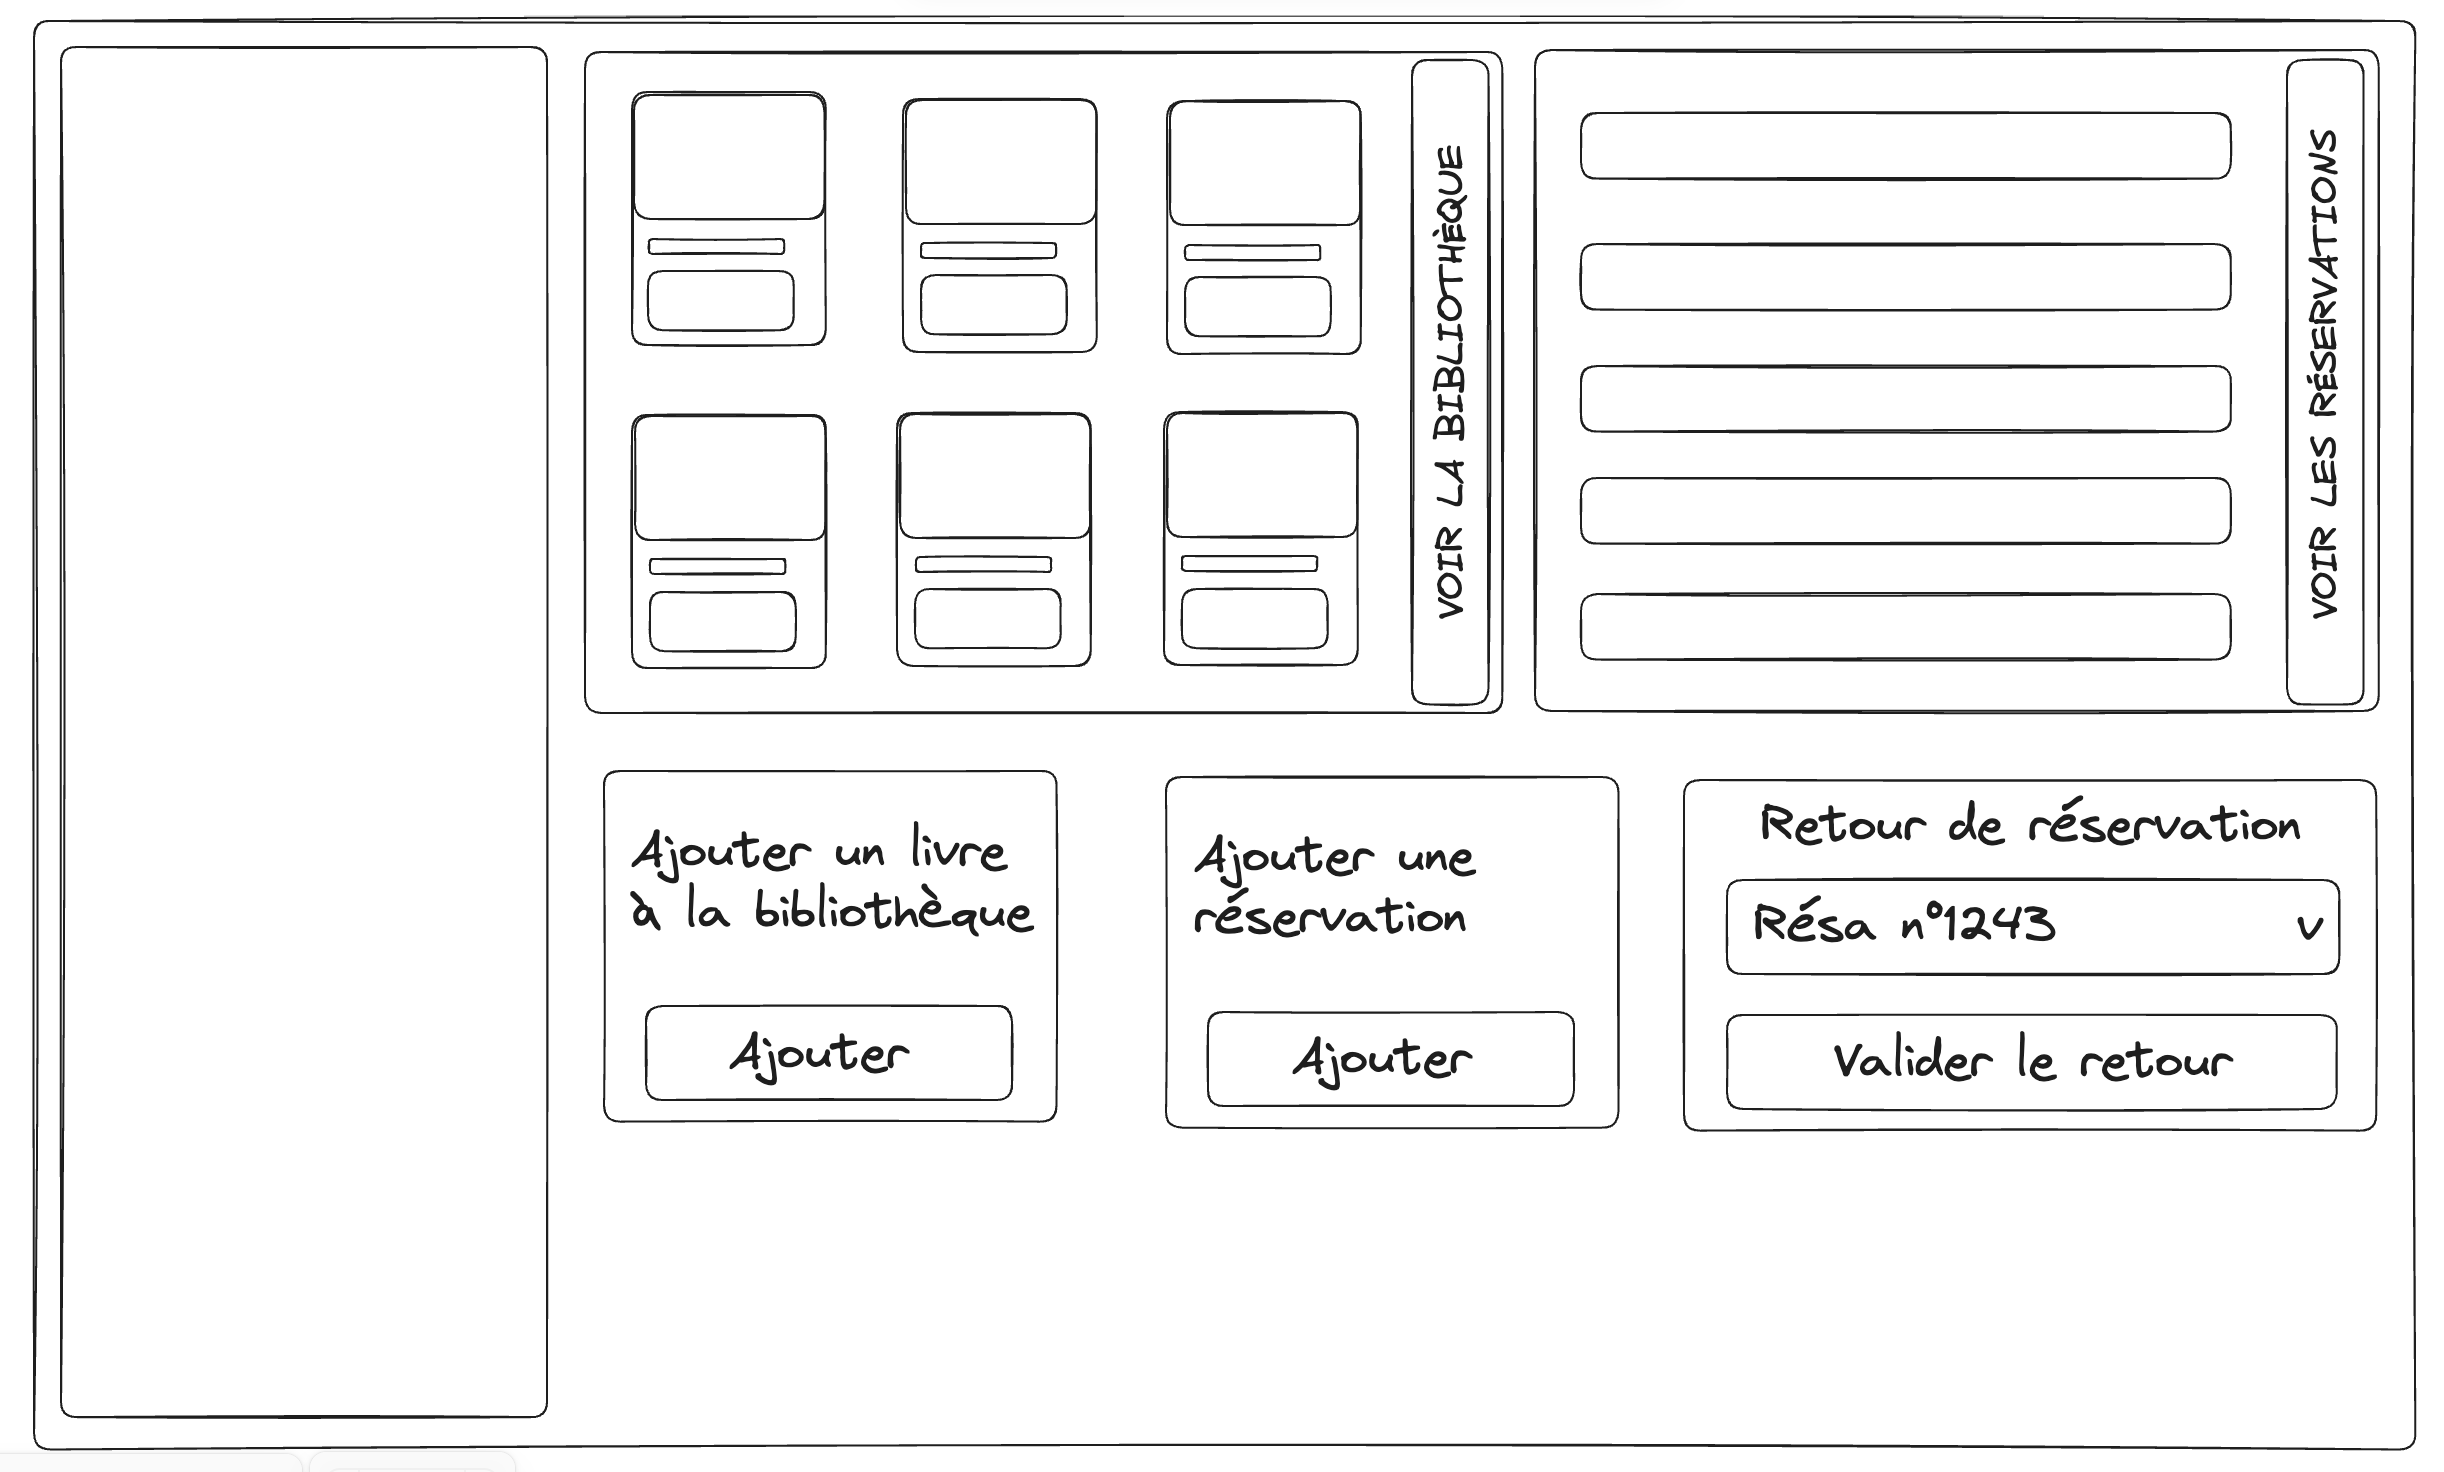 VOIR LA BIBLIOTHÈQUE
VOIR LES RÉSERVATIONS
Ajouter un livre
à la bibliothèque
Ajouter
Ajouter une
réservation
Ajouter
Retour de réservation
Résa n°1243 v
Valider le retour